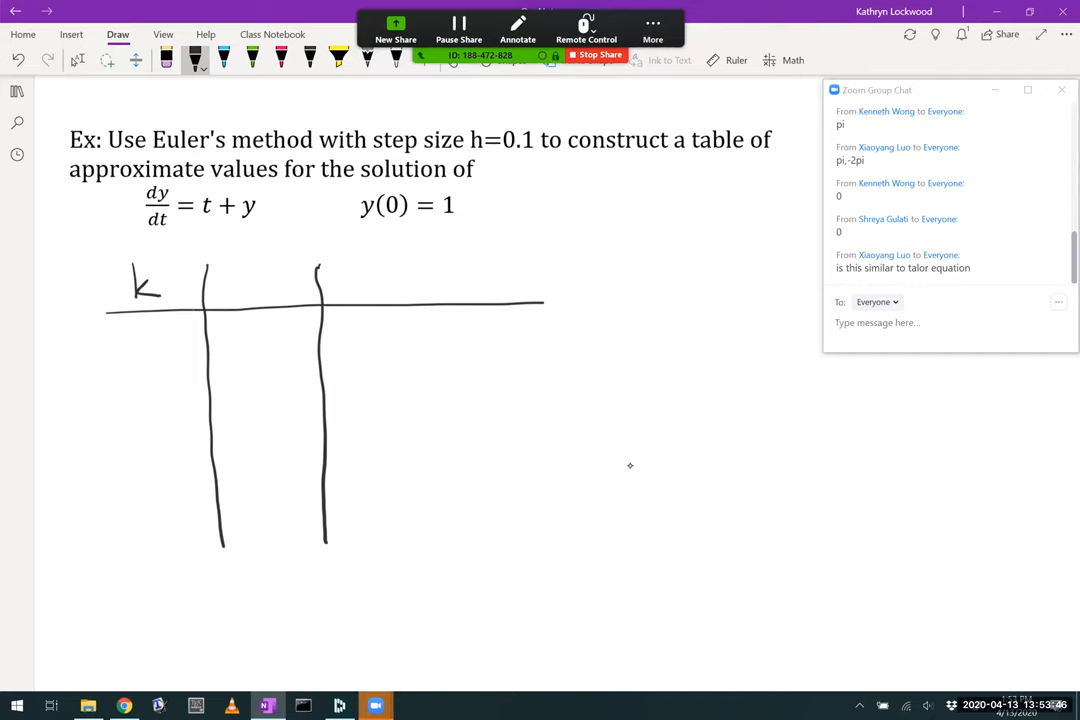 Kathryn Lockwood
New Share
Pause Share
Annotate
Remote Control
More
ID: 188-472-828
Stop Share
Home
Insert
Draw
View
Help
Class Notebook
Share
Ink to Text
Ruler
Math
Ex: Use Euler's method with step size h=0.1 to construct a table of
approximate values for the solution of
dy/dt = t + y y(0) = 1
k
Zoom Group Chat
From Kenneth Wong to Everyone:
pi
From Xiaoyang Luo to Everyone:
pi,-2pi
From Kenneth Wong to Everyone:
0
From Shreya Gulati to Everyone:
0
From Xiaoyang Luo to Everyone:
is this similar to talor equation
To: Everyone
Type message here...
2020-04-13 13:53:46